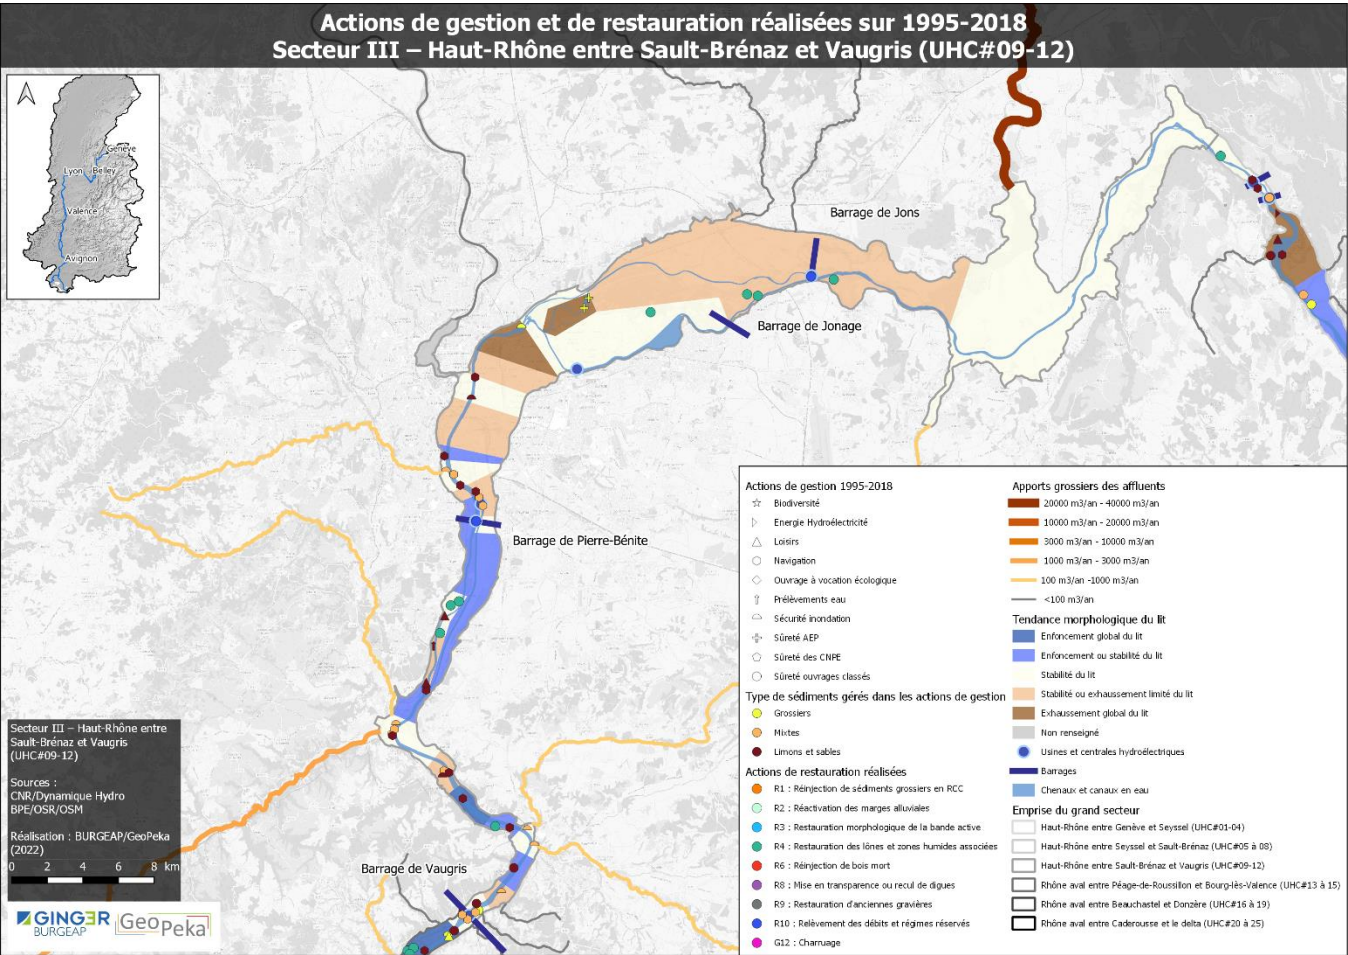 Actions de gestion et de restauration réalisées sur 1995-2018
Secteur III – Haut-Rhône entre Sault-Brénaz et Vaugris (UHC#09-12)
Genève
Lyon
Belley
Valence
Avignon
Barrage de Jons
Barrage de Jonage
Barrage de Pierre-Bénite
Barrage de Vaugris
Secteur III – Haut-Rhône entre
Sault-Brénaz et Vaugris
(UHC#09-12)
Sources :
CNR/Dynamique Hydro
BPE/OSR/OSM
Réalisation : BURGEAP/GeoPeka
(2022)
0 2 4 6 8 km
GINGER
BURGEAP
GeoPeka
Actions de gestion 1995-2018
Biodiversité
Energie Hydroélectricité
Loisirs
Navigation
Ouvrage à vocation écologique
Prélèvements eau
Sécurité inondation
Sûreté AEP
Sûreté des CNPE
Sûreté ouvrages classés
Type de sédiments gérés dans les actions de gestion
Grossiers
Mixtes
Limons et sables
Actions de restauration réalisées
R1 : Réinjection de sédiments grossiers en RCC
R2 : Réactivation des marges alluviales
R3 : Restauration morphologique de la bande active
R4 : Restauration des lônes et zones humides associées
R6 : Réinjection de bois mort
R8 : Mise en transparence ou recul de digues
R9 : Restauration d'anciennes gravières
R10 : Relèvement des débits et régimes réservés
G12 : Charruage
Apports grossiers des affluents
20000 m3/an - 40000 m3/an
10000 m3/an - 20000 m3/an
3000 m3/an - 10000 m3/an
1000 m3/an - 3000 m3/an
100 m3/an -1000 m3/an
<100 m3/an
Tendance morphologique du lit
Enfoncement global du lit
Enfoncement ou stabilité du lit
Stabilité du lit
Stabilité ou exhaussement limité du lit
Exhaussement global du lit
Non renseigné
Usines et centrales hydroélectriques
Barrages
Chenaux et canaux en eau
Emprise du grand secteur
Haut-Rhône entre Genève et Seyssel (UHC#01-04)
Haut-Rhône entre Seyssel et Sault-Brénaz (UHC#05 à 08)
Haut-Rhône entre Sault-Brénaz et Vaugris (UHC#09-12)
Rhône aval entre Péage-de-Roussillon et Bourg-lès-Valence (UHC#13 à 15)
Rhône aval entre Beauchastel et Donzère (UHC#16 à 19)
Rhône aval entre Caderousse et le delta (UHC#20 à 25)